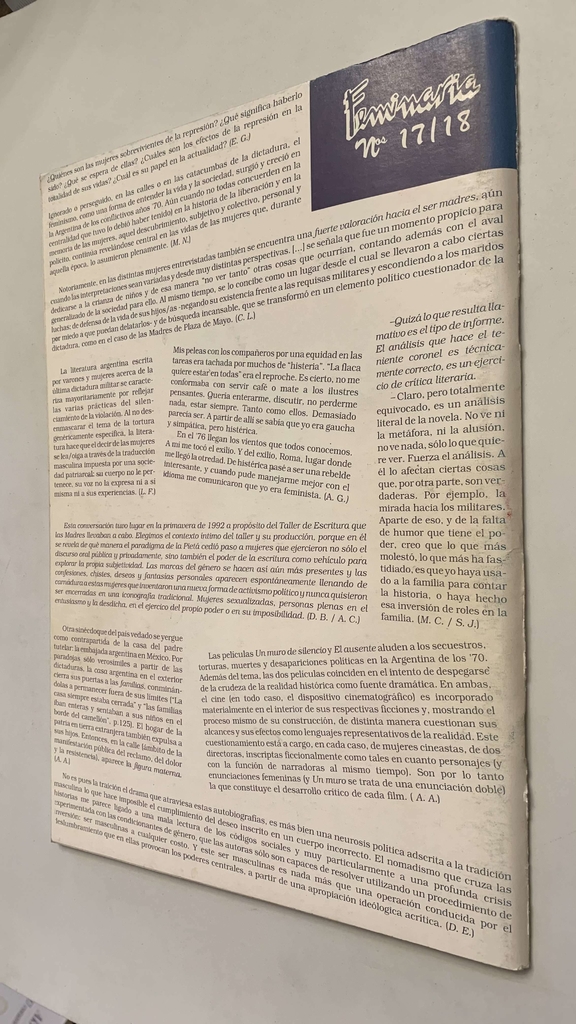 Feminaria
Nos 17/18
¿Quiénes son las mujeres sobrevivientes de la represión? ¿Qué significa haberlo
sido? ¿Qué se espera de ellas? ¿Cuáles son los efectos de la represión en la
totalidad de sus vidas? ¿Cuál es su papel en la actualidad? (E. G.)
Ignorado o perseguido, en las calles o en las catacumbas de la dictadura, el
feminismo, como una forma de entender la vida y la sociedad, surgió y creció en
la Argentina de los conflictivos años '70. Aún cuando no todas concuerden en la
centralidad que tuvo (o debió haber tenido) en la historia de la liberación y en la
memoria de las mujeres, aquel descubrimiento, subjetivo y colectivo, personal y
político, continúa revelándose central en las vidas de las mujeres que, durante
aquella época, lo asumieron plenamente. (M. N.)
Notoriamente, en las distintas mujeres entrevistadas también se encuentra una fuerte valoración hacia el ser madres, aún
cuando las interpretaciones sean variadas y desde muy distintas perspectivas. [...] se señala que fue un momento propicio para
dedicarse a la crianza de niños y de esa manera "no ver tanto" otras cosas que ocurrían, contando además con el aval
generalizado de la sociedad para ello. Al mismo tiempo, se lo concibe como un lugar desde el cual se llevaron a cabo ciertas
luchas: de defensa de la vida de sus hijos/as -negando su existencia frente a las requisas militares y escondiendo a los maridos
por miedo a que puedan delatarlos- y de búsqueda incansable, que se transformó en un elemento político cuestionador de la
dictadura, como en el caso de las Madres de Plaza de Mayo. (C. L.)
La literatura argentina escrita
por varones y mujeres acerca de la
última dictadura militar se caracte-
riza mayoritariamente por reflejar
las varias prácticas del silen-
ciamiento de la violación. Al no des-
enmascarar el tema de la tortura
genéricamente específica, la litera-
tura hace que el decir de las mujeres
se lea/oiga a través de la traducción
masculina impuesta por una socie-
dad patriarcal: su cuerpo no le per-
tenece, su voz no la expresa ni a sí
misma ni a sus experiencias. (L. F.)
Mis peleas con los compañeros por una equidad en las
tareas era tachada por muchos de "histeria". "La flaca
quiere estar en todas" era el reproche. Es cierto, no me
conformaba con servir café o mate a los ilustres
pensantes. Quería enterarme, discutir, no perderme
nada, estar siempre. Tanto como ellos. Demasiado
parecía ser. A partir de allí se sabía que yo era gaucha
y simpática, pero histérica.
En el 76 llegan los vientos que todos conocemos.
A mí me tocó el exilio. Y del exilio, Roma, lugar donde
me llegó la otredad. De histérica pasé a ser una rebelde
interesante, y cuando pude manejarme mejor con el
idioma me comunicaron que yo era feminista. (A. G.)
–Quizá lo que resulta lla-
mativo es el tipo de informe.
El análisis que hace el te-
niente coronel es técnica-
mente correcto, es un ejerci-
cio de crítica literaria.
–Claro, pero totalmente
equivocado, es un análisis
literal de la novela. No ve ni
la metáfora, ni la alusión,
no ve nada, sólo lo que quie-
re ver. Fuerza el análisis. A
él lo afectan ciertas cosas
que, por otra parte, son ver-
daderas. Por ejemplo, la
mirada hacia los militares.
Aparte de eso, y de la falta
de humor que tiene el po-
der, creo que lo que más
molestó, lo que más ha fas-
tidiado, es que yo haya usa-
do a la familia para contar
la historia, o haya hecho
esa inversión de roles en la
familia. (M. C. / S. J.)
Esta conversación tuvo lugar en la primavera de 1992 a propósito del Taller de Escritura que
las Madres llevaban a cabo. Elegimos el contexto íntimo del taller y su producción, porque en él
se revela de qué manera el paradigma de la Pietà cedió paso a mujeres que ejercieron no sólo el
discurso oral pública y privadamente, sino también el poder de la escritura como vehículo para
explorar la propia subjetividad. Las marcas del género se hacen así aún más presentes y las
confesiones, chistes, deseos y fantasías personales aparecen espontáneamente llenando de
carnadura a estas mujeres que inventaron una nueva forma de activismo político y nunca quisieron
ser encerradas en una iconografía tradicional. Mujeres sexualizadas, personas plenas en el
entusiasmo y la desdicha, en el ejercico del propio poder o en su imposibilidad. (D. B. / A. C.)
Otra sinécdoque del país vedado se yergue
como contrapartida de la casa del padre
tutelar: la embajada argentina en México. Por
paradojas sólo verosímiles a partir de las
dictaduras, la casa argentina en el exterior
cierra sus puertas a las familias, conminán-
dolas a permanecer fuera de sus límites ["La
casa siempre estaba cerrada" y "las familias
iban enteras y sentaban a sus niños en el
borde del camellón". p.125). El hogar de la
patria en tierra extranjera también expulsa a
sus hijos. Entonces, en la calle (ámbito de la
manifestación pública del reclamo, del dolor
y la resistencia), aparece la figura materna.
(A. A)
Las películas Un muro de silencio y El ausente aluden a los secuestros,
torturas, muertes y desapariciones políticas en la Argentina de los '70.
Además del tema, las dos películas coinciden en el intento de despegarse
de la crudeza de la realidad histórica como fuente dramática. En ambas,
el cine (en todo caso, el dispositivo cinematográfico) es incorporado
materialmente en el interior de sus respectivas ficciones y, mostrando el
proceso mismo de su construcción, de distinta manera cuestionan sus
alcances y sus efectos como lenguajes representativos de la realidad. Este
cuestionamiento está a cargo, en cada caso, de mujeres cineastas, de dos
directoras, inscriptas ficcionalmente como tales en cuanto personajes (y
con la función de narradoras al mismo tiempo). Son por lo tanto
enunciaciones femeninas (y Un muro se trata de una enunciación doble)
la que constituye el desarrollo crítico de cada film. ( A. A.)
No es pues la traición el drama que atraviesa estas autobiografías, es más bien una neurosis política adscrita a la tradición
masculina lo que hace imposible el cumplimiento del deseo inscrito en un cuerpo incorrecto. El nomadismo que cruza las
historias me parece ligado a una mala lectura de los códigos sociales y muy particularmente a una profunda crisis
experimentada con las condicionantes de género, que las autoras sólo son capaces de resolver utilizando un procedimiento de
inversión: ser masculinas a cualquier costo. Y este ser masculinas es nada más que una operación conducida por el
deslumbramiento que en ellas provocan los poderes centrales, a partir de una apropiación ideológica acrítica. (D. E.)